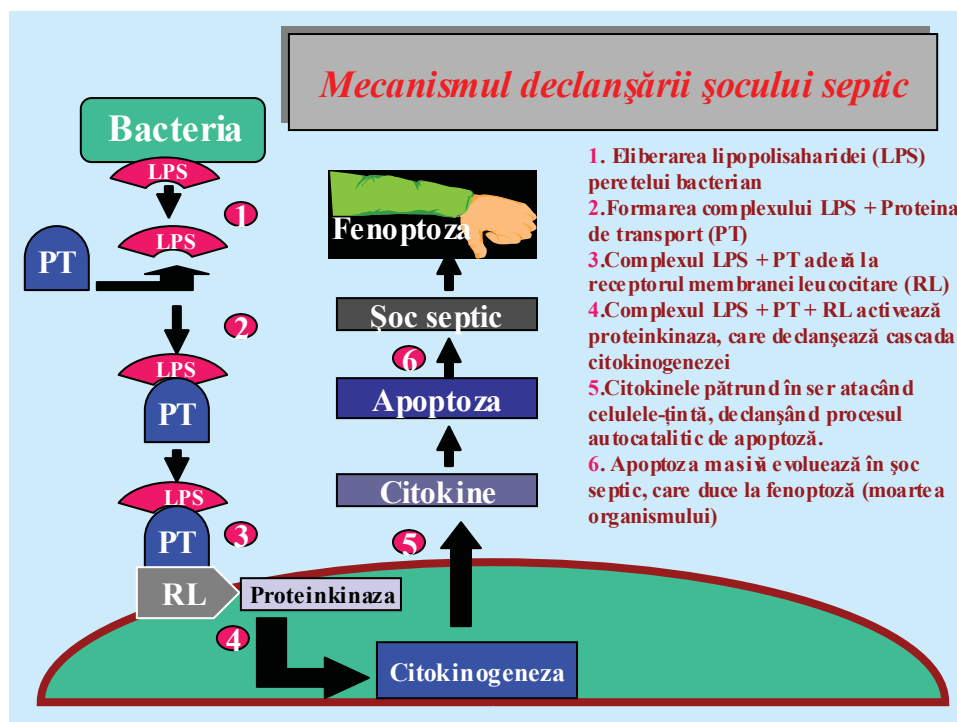 Mecanismul declanşării şocului septic
Bacteria
LPS
1
LPS
PT
2
LPS
PT
LPS
3
PT
RL
Proteinkinaza
4
Citokinogeneza
5
Citokine
Apoptoza
6
Şoc septic
Fenoptoza
1. Eliberarea lipopolisaharidei (LPS)
peretelui bacterian
2.Formarea complexului LPS + Proteina
de transport (PT)
3.Complexul LPS + PT aderă la
receptorul membranei leucocitare (RL)
4.Complexul LPS + PT + RL activează
proteinkinaza, care declanşează cascada
citokinogenezei
5.Citokinele pătrund în ser atacând
celulele-țintă, declanşând procesul
autocatalitic de apoptoză.
6. Apoptoza masivă evoluează în şoc
septic, care duce la fenoptoză (moartea
organismului)